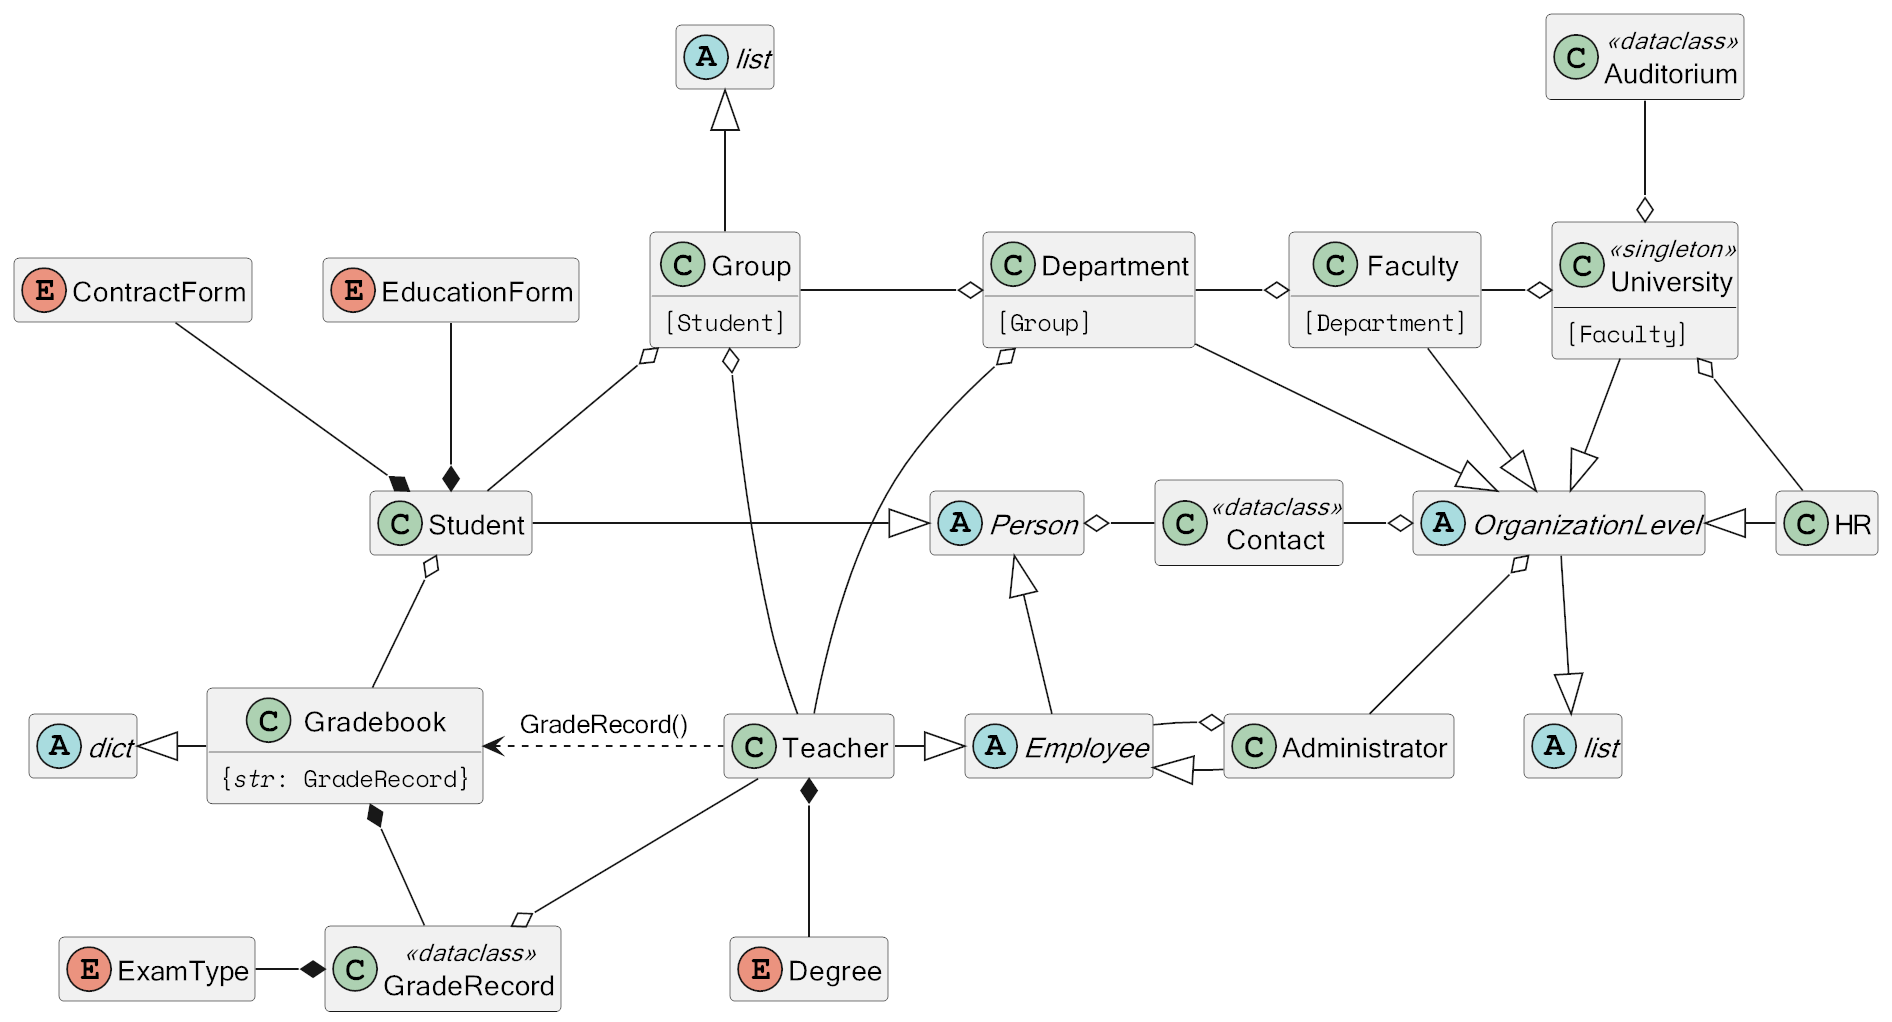 A list
C «dataclass»
Auditorium
E ContractForm
E EducationForm
C Group
[Student]
C Department
[Group]
C Faculty
[Department]
C «singleton»
University
[Faculty]
C Student
A Person
C «dataclass»
Contact
A OrganizationLevel
C HR
A dict
C Gradebook
{str: GradeRecord}
GradeRecord()
C Teacher
A Employee
C Administrator
A list
E ExamType
C «dataclass»
GradeRecord
E Degree